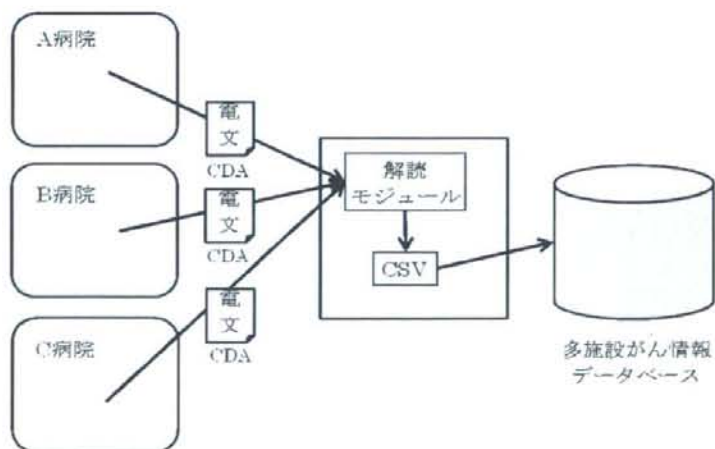 A病院
電
文
CDA
B病院
電
文
CDA
C病院
電
文
CDA
解読
モジュール
CSV
多施設がん情報
データベース